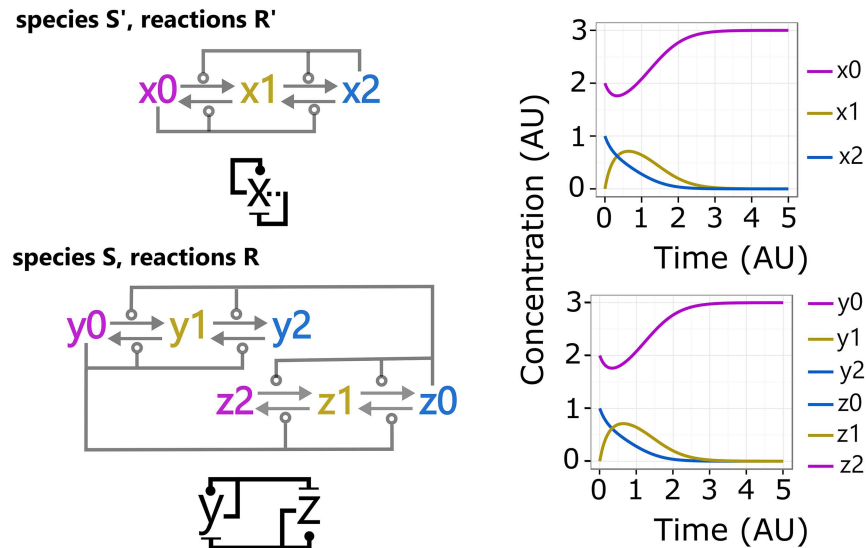 species S', reactions R'
x0 x1 x2
x
species S, reactions R
y0 y1 y2
z2 z1 z0
y z
Concentration (AU)
3
2
1
0
0 1 2 3 4 5
Time (AU)
x0
x1
x2
3
2
1
0
0 1 2 3 4 5
Time (AU)
y0
y1
y2
z0
z1
z2